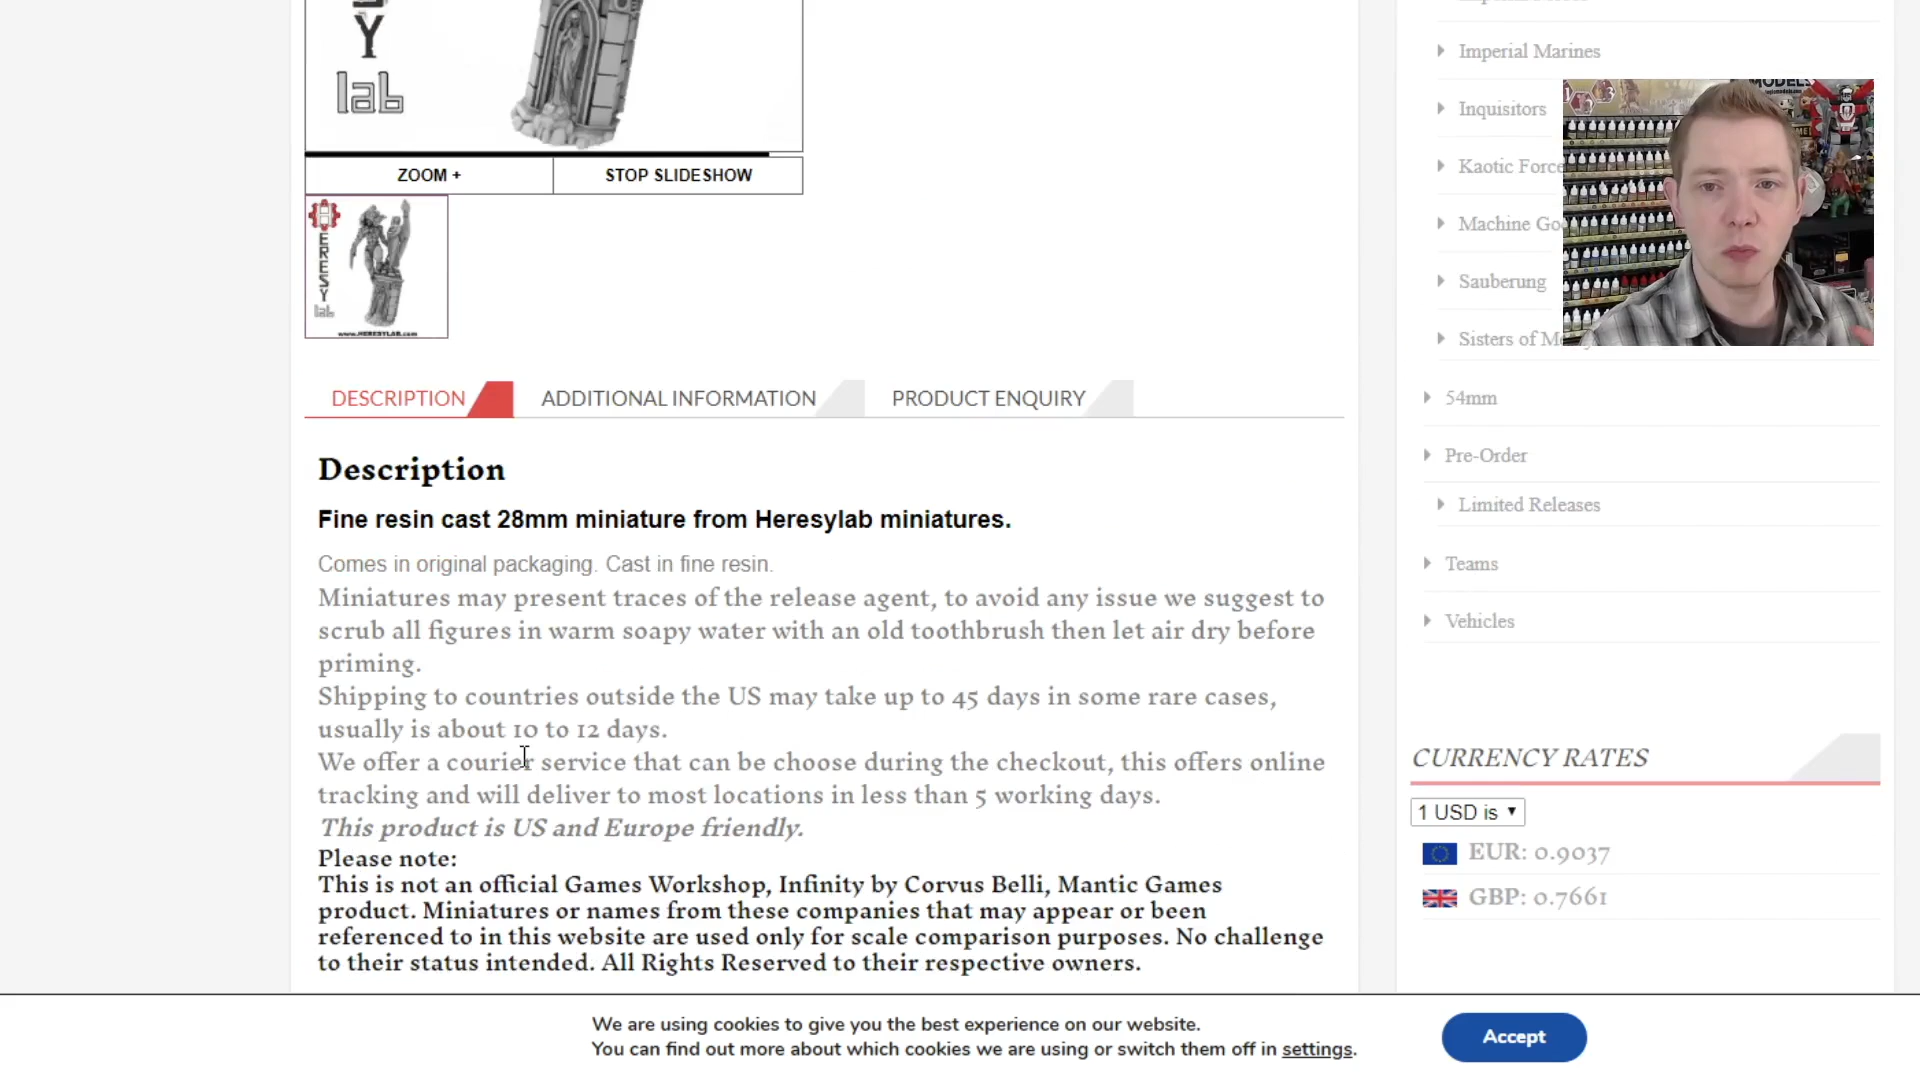 Y
lab
ZOOM +
STOP SLIDESHOW
ERESY
lab
www.HERESYLAB.com
DESCRIPTION
ADDITIONAL INFORMATION
PRODUCT ENQUIRY
Description
Fine resin cast 28mm miniature from Heresylab miniatures.
Comes in original packaging. Cast in fine resin.
Miniatures may present traces of the release agent, to avoid any issue we suggest to
scrub all figures in warm soapy water with an old toothbrush then let air dry before
priming.
Shipping to countries outside the US may take up to 45 days in some rare cases,
usually is about 10 to 12 days.
We offer a courier service that can be choose during the checkout, this offers online
tracking and will deliver to most locations in less than 5 working days.
This product is US and Europe friendly.
Please note:
This is not an official Games Workshop, Infinity by Corvus Belli, Mantic Games
product. Miniatures or names from these companies that may appear or been
referenced to in this website are used only for scale comparison purposes. No challenge
to their status intended. All Rights Reserved to their respective owners.
Imperial Marines
Inquisitors
Kaotic Force
Machine Go
Sauberung
Sisters of M
54mm
Pre-Order
Limited Releases
Teams
Vehicles
MODELS
CURRENCY RATES
1 USD is
EUR: 0.9037
GBP: 0.7661
We are using cookies to give you the best experience on our website.
You can find out more about which cookies we are using or switch them off in settings.
Accept